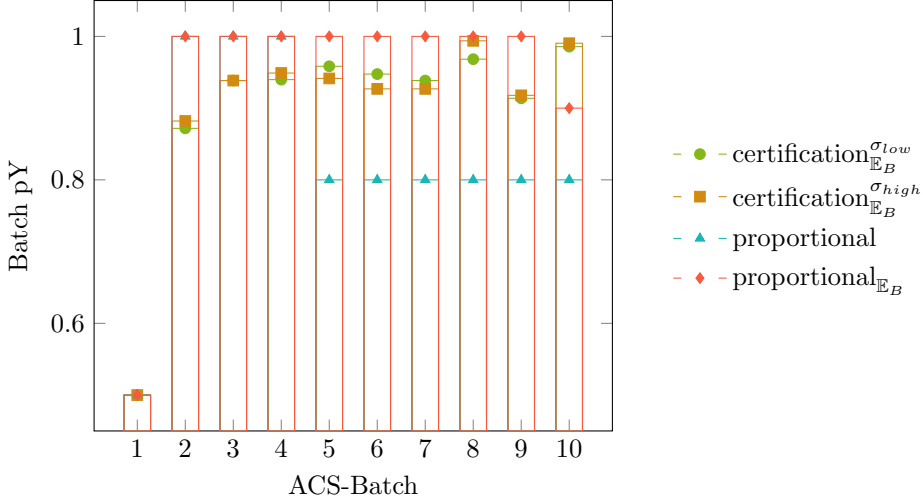 1
0.8
0.6
Batch pY
1 2 3 4 5 6 7 8 9 10
ACS-Batch
certification$_{\mathbb{E}_B}^{\sigma_{low}}$
certification$_{\mathbb{E}_B}^{\sigma_{high}}$
proportional
proportional$_{\mathbb{E}_B}$